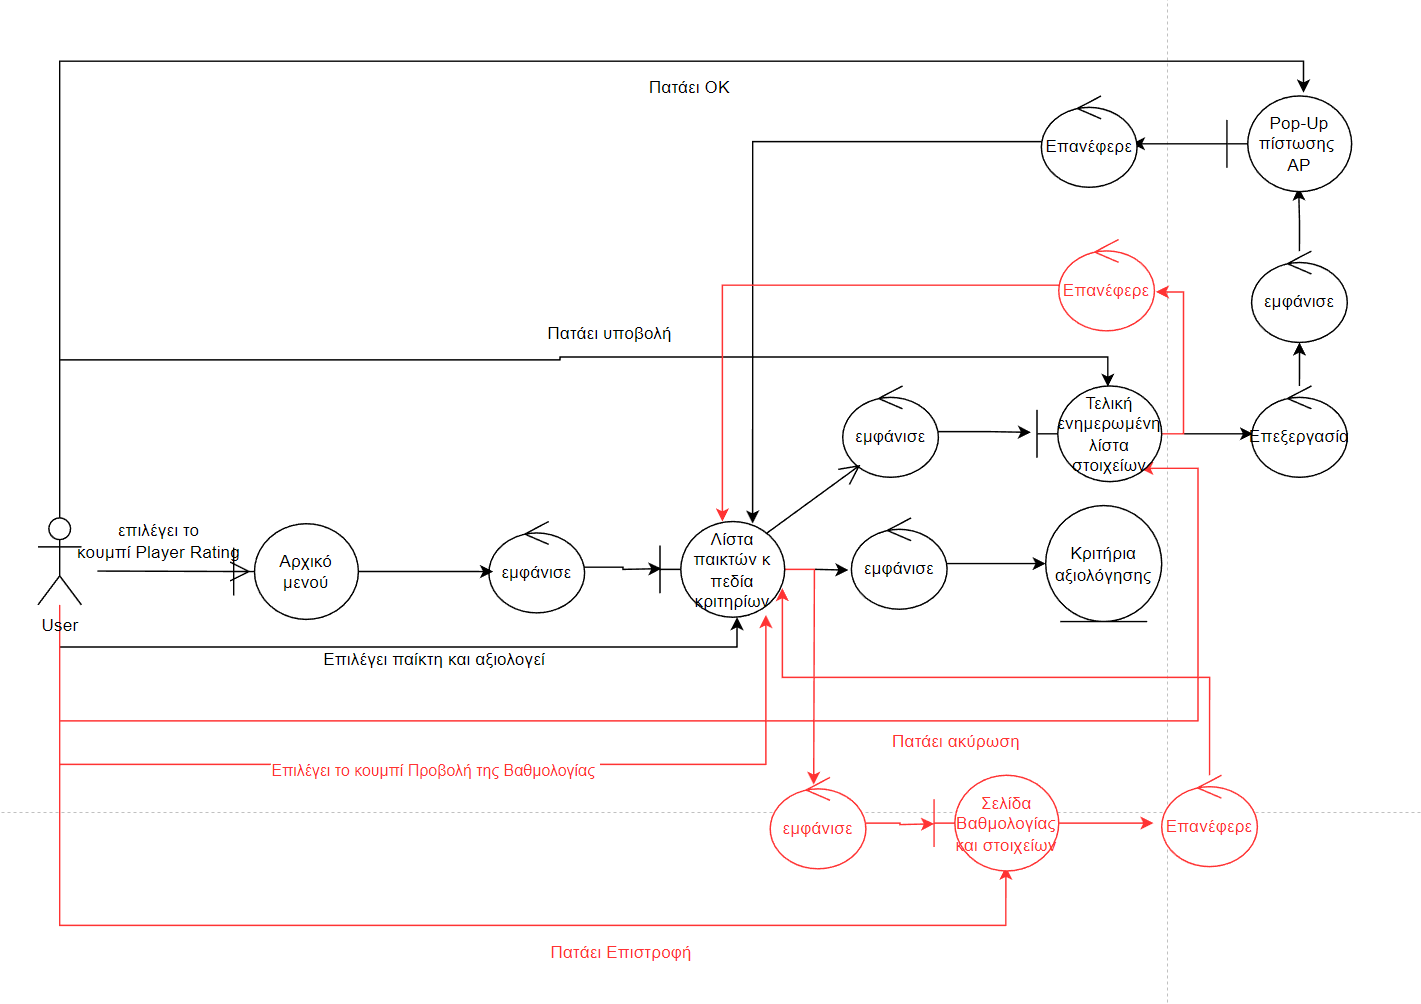 Πατάει OK
Pop-Up
πίστωσης
AP
Επανέφερε
Επανέφερε
εμφάνισε
Πατάει υποβολή
Τελική
ενημερωμένη
λίστα
στοιχείων
εμφάνισε
Επεξεργασία
επιλέγει το
κουμπί Player Rating
Αρχικό
μενού
εμφάνισε
Λίστα
παικτών κ
πεδία
κριτηρίων
εμφάνισε
Κριτήρια
αξιολόγησης
User
Επιλέγει παίκτη και αξιολογεί
Πατάει ακύρωση
Επιλέγει το κουμπί Προβολή της Βαθμολογίας
εμφάνισε
Σελίδα
Βαθμολογίας
και στοιχείων
Επανέφερε
Πατάει Επιστροφή